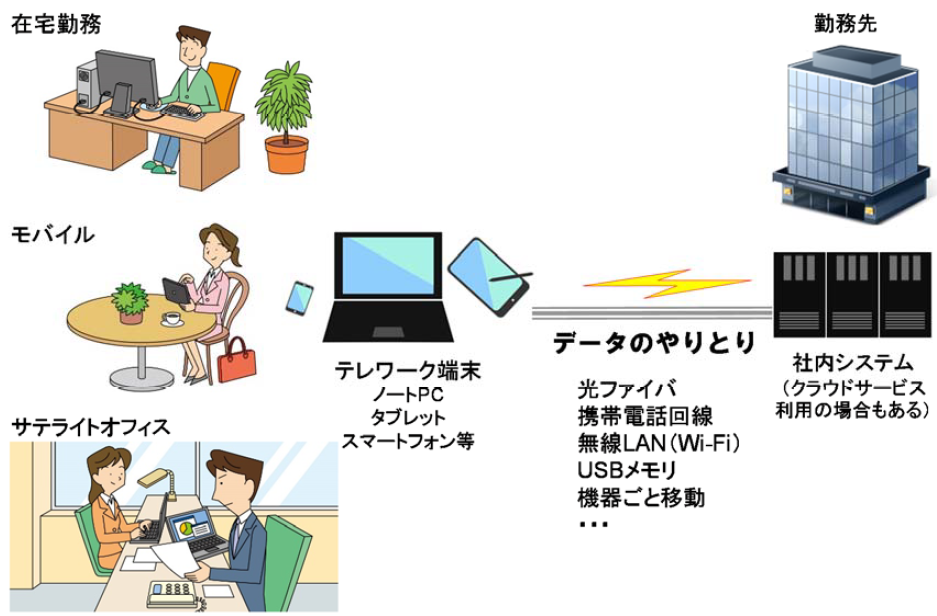 在宅勤務
モバイル
サテライトオフィス
テレワーク端末
ノートPC
タブレット
スマートフォン等
データのやりとり
光ファイバ
携帯電話回線
無線LAN(Wi-Fi)
USBメモリ
機器ごと移動
・・・
勤務先
社内システム
(クラウドサービス
利用の場合もある)